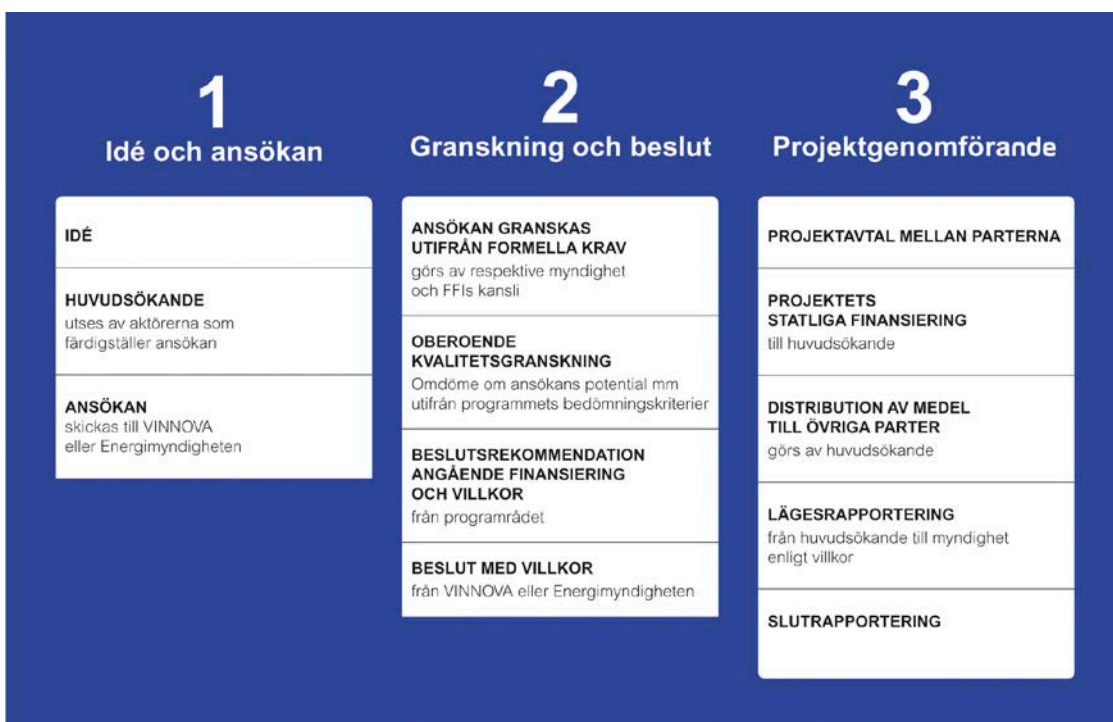 1
Idé och ansökan
IDÉ
HUVUDSÖKANDE
utses av aktörerna som
färdigställer ansökan
ANSÖKAN
skickas till VINNOVA
eller Energimyndigheten
2
Granskning och beslut
ANSÖKAN GRANSKAS
UTIFRÅN FORMELLA KRAV
görs av respektive myndighet
och FFIs kansli
OBEROENDE
KVALITETSGRANSKNING
Omdöme om ansökans potential mm
utifrån programmets bedömningskriterier
BESLUTSREKOMMENDATION
ANGÅENDE FINANSIERING
OCH VILLKOR
från programrådet
BESLUT MED VILLKOR
från VINNOVA eller Energimyndigheten
3
Projektgenomförande
PROJEKTAVTAL MELLAN PARTERNA
PROJEKTETS
STATLIGA FINANSIERING
till huvudsökande
DISTRIBUTION AV MEDEL
TILL ÖVRIGA PARTER
görs av huvudsökande
LÄGESRAPPORTERING
från huvudsökande till myndighet
enligt villkor
SLUTRAPPORTERING